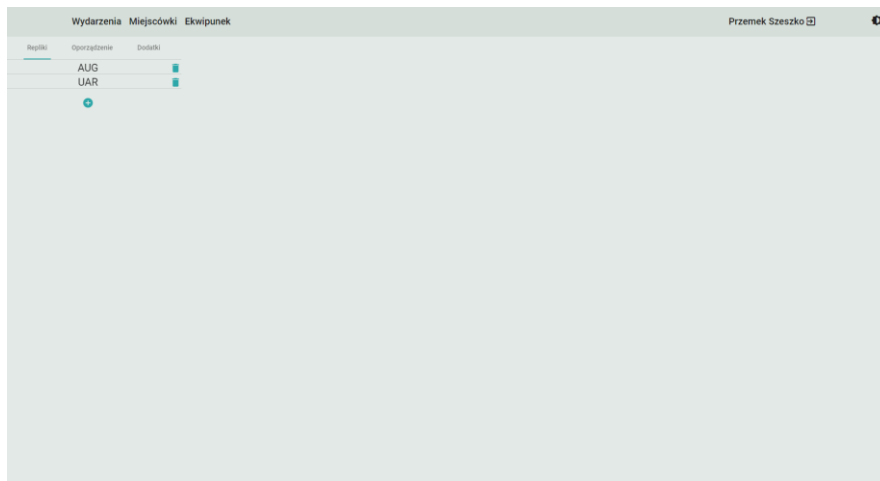 Wydarzenia Miejscówki Ekwipunek Przemek Szeszko
Repliki Oporządzenie Dodatki
AUG
UAR